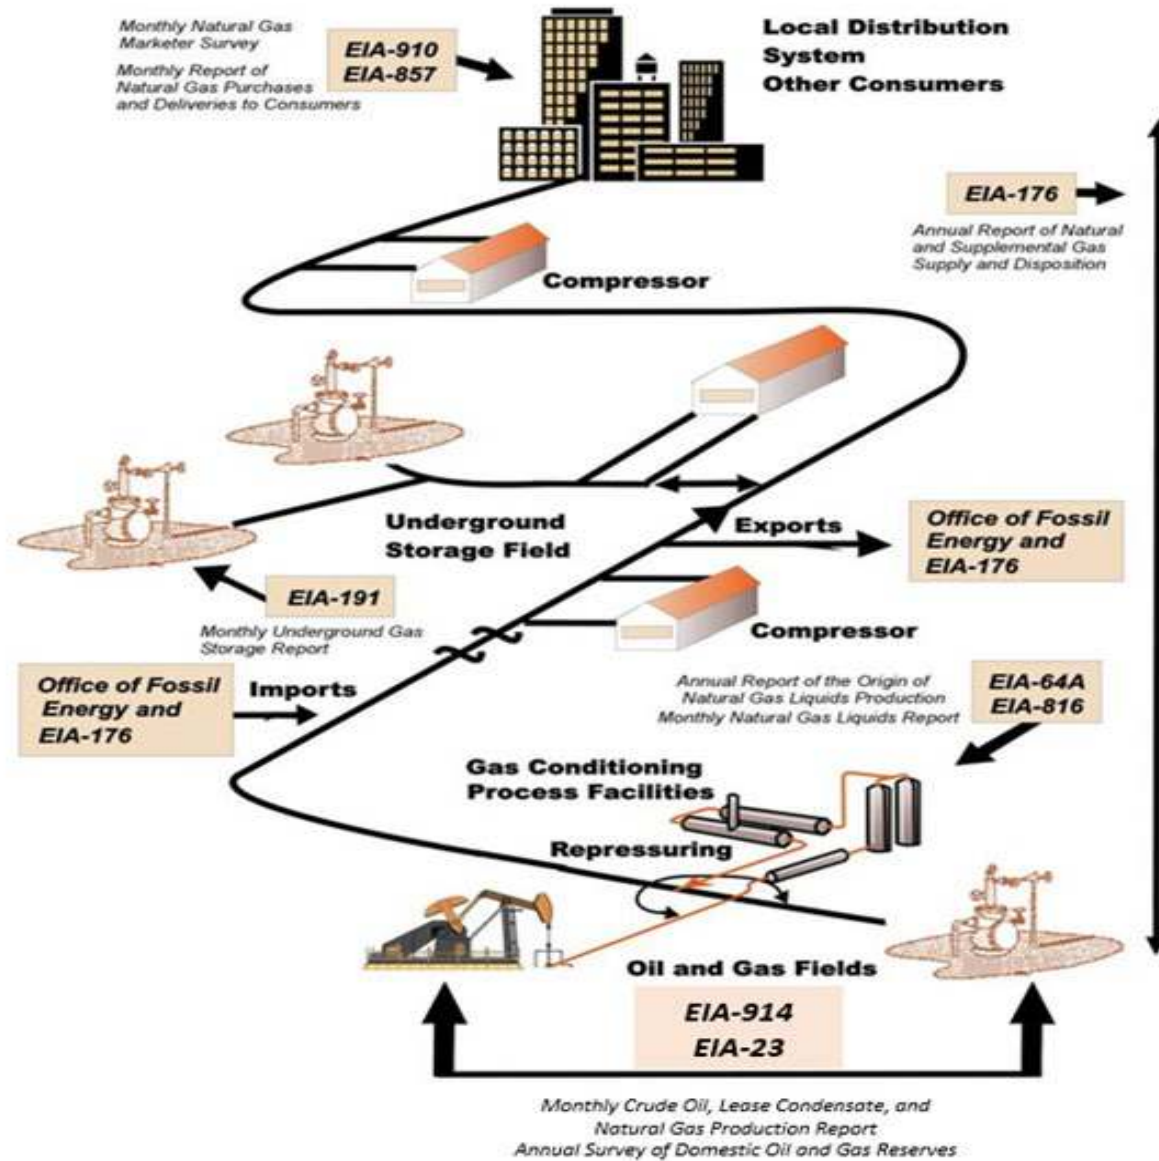 Monthly Natural Gas
Marketer Survey
Monthly Report of
Natural Gas Purchases
and Deliveries to Consumers
EIA-910
EIA-857
Local Distribution
System
Other Consumers
EIA-176
Annual Report of Natural
and Supplemental Gas
Supply and Disposition
Compressor
Underground
Storage Field
Exports
Office of Fossil
Energy and
EIA-176
EIA-191
Monthly Underground Gas
Storage Report
Compressor
Office of Fossil
Energy and
EIA-176
Imports
Annual Report of the Origin of
Natural Gas Liquids Production
Monthly Natural Gas Liquids Report
EIA-64A
EIA-816
Gas Conditioning
Process Facilities
Repressuring
Oil and Gas Fields
EIA-914
EIA-23
Monthly Crude Oil, Lease Condensate, and
Natural Gas Production Report
Annual Survey of Domestic Oil and Gas Reserves